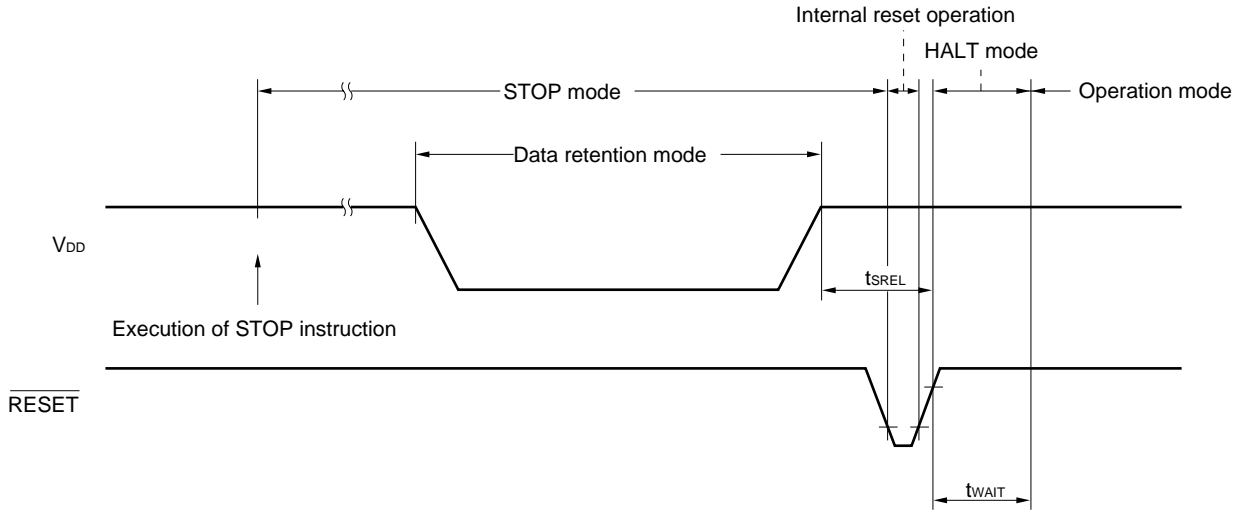 Internal reset operation
HALT mode
STOP mode
Operation mode
Data retention mode
VDD
tSREL
Execution of STOP instruction
RESET
tWAIT